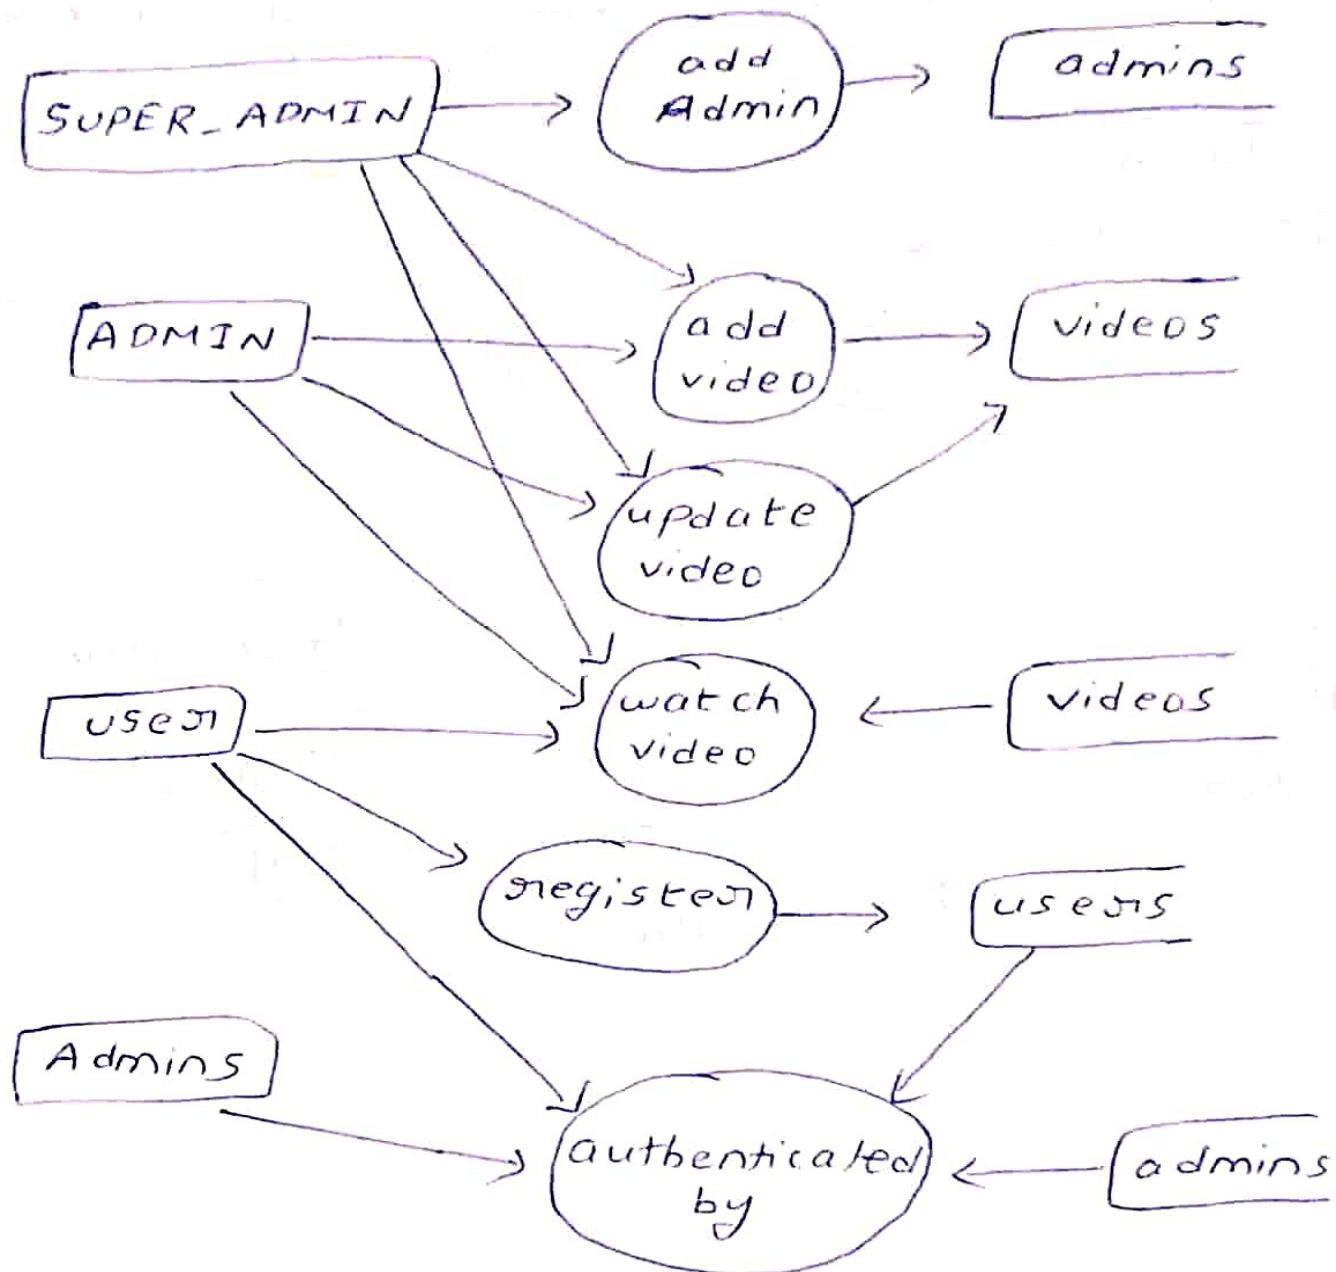 SUPER_ADMIN
add
Admin
admins
ADMIN
add
video
videos
update
video
user
watch
video
videos
register
users
Admins
authenticated
by
admins